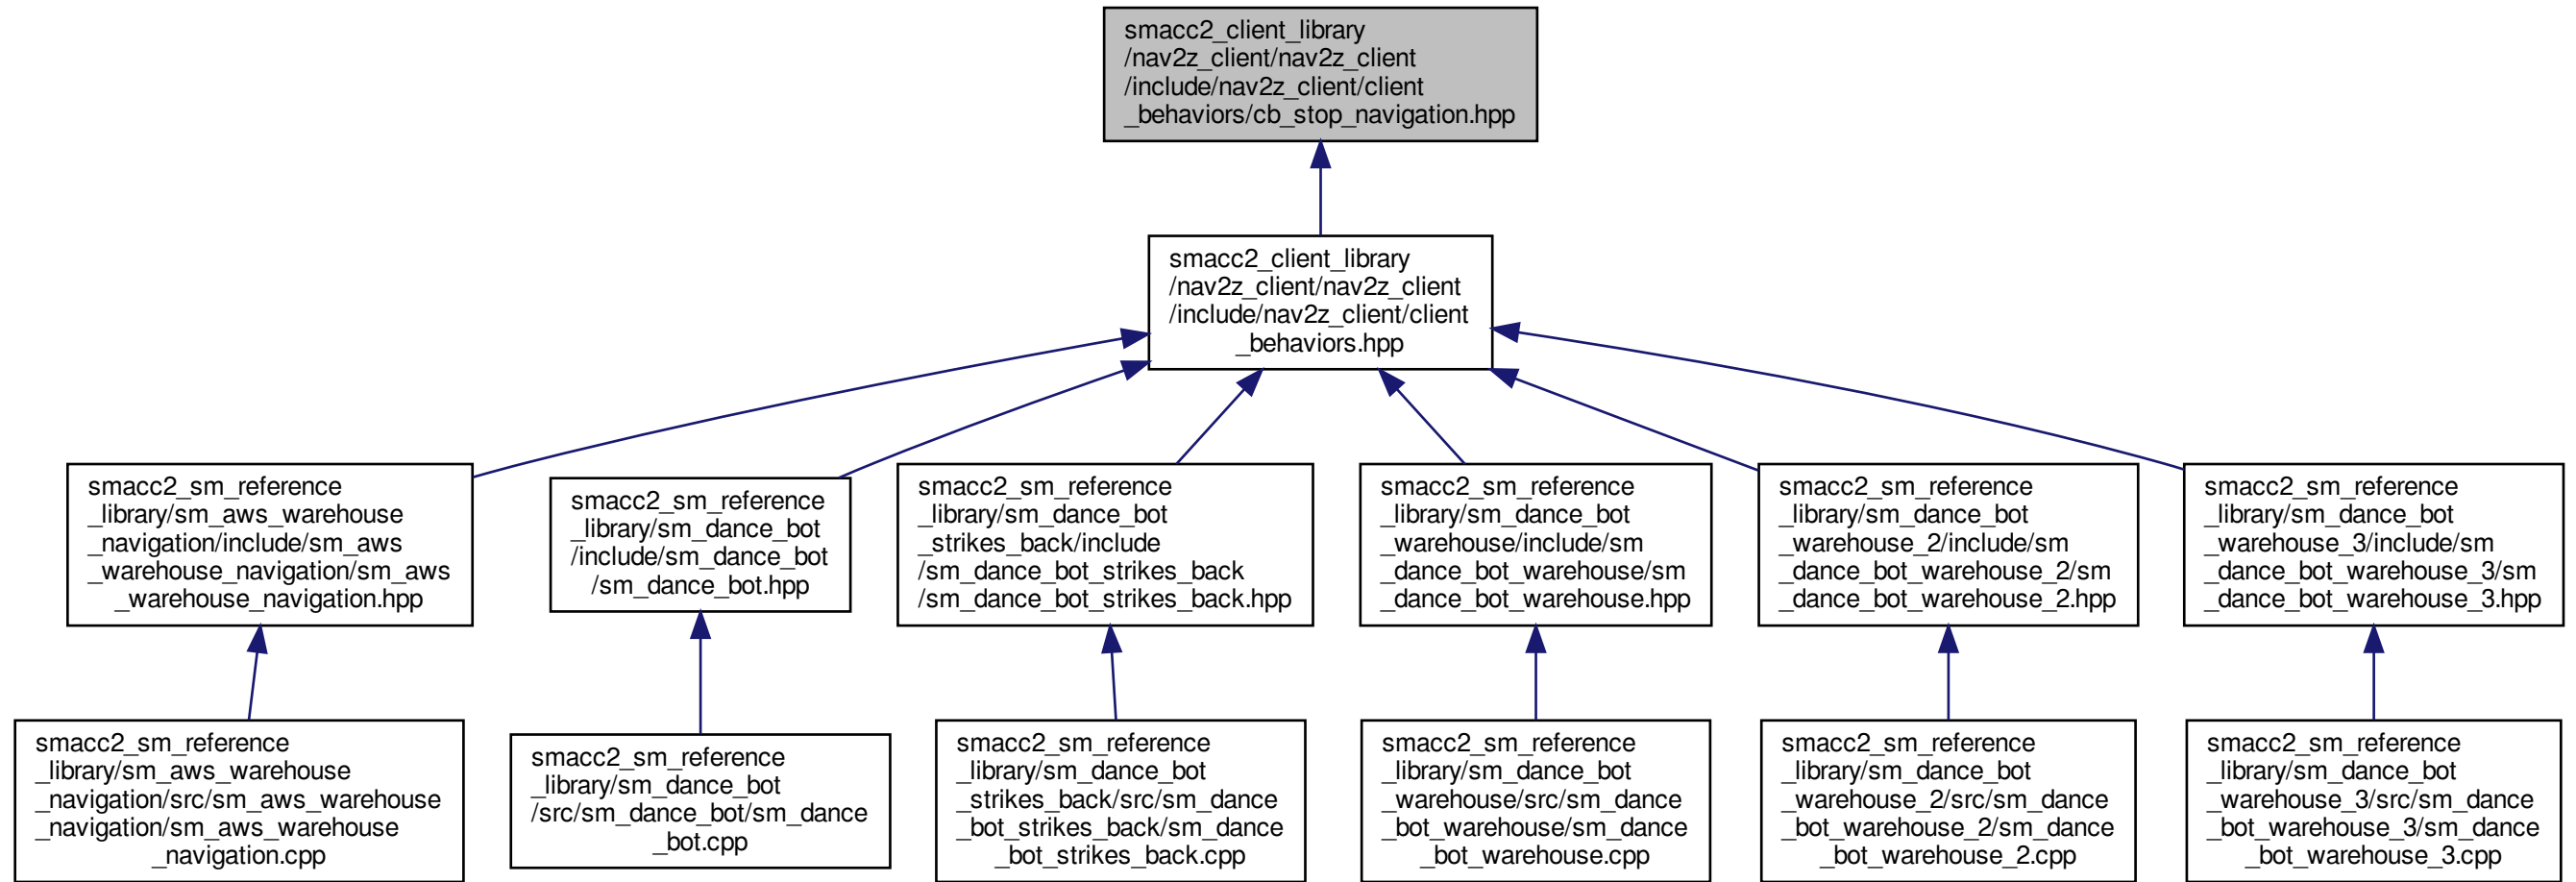 smacc2_client_library
/nav2z_client/nav2z_client
/include/nav2z_client/client
_behaviors/cb_stop_navigation.hpp
smacc2_client_library
/nav2z_client/nav2z_client
/include/nav2z_client/client
_behaviors.hpp
smacc2_sm_reference
_library/sm_aws_warehouse
_navigation/include/sm_aws
_warehouse_navigation/sm_aws
_warehouse_navigation.hpp
smacc2_sm_reference
_library/sm_dance_bot
/include/sm_dance_bot
/sm_dance_bot.hpp
smacc2_sm_reference
_library/sm_dance_bot
_strikes_back/include
/sm_dance_bot_strikes_back
/sm_dance_bot_strikes_back.hpp
smacc2_sm_reference
_library/sm_dance_bot
_warehouse/include/sm
_dance_bot_warehouse/sm
_dance_bot_warehouse.hpp
smacc2_sm_reference
_library/sm_dance_bot
_warehouse_2/include/sm
_dance_bot_warehouse_2/sm
_dance_bot_warehouse_2.hpp
smacc2_sm_reference
_library/sm_dance_bot
_warehouse_3/include/sm
_dance_bot_warehouse_3/sm
_dance_bot_warehouse_3.hpp
smacc2_sm_reference
_library/sm_aws_warehouse
_navigation/src/sm_aws_warehouse
_navigation/sm_aws_warehouse
_navigation.cpp
smacc2_sm_reference
_library/sm_dance_bot
/src/sm_dance_bot/sm_dance
_bot.cpp
smacc2_sm_reference
_library/sm_dance_bot
_strikes_back/src/sm_dance
_bot_strikes_back/sm_dance
_bot_strikes_back.cpp
smacc2_sm_reference
_library/sm_dance_bot
_warehouse/src/sm_dance
_bot_warehouse/sm_dance
_bot_warehouse.cpp
smacc2_sm_reference
_library/sm_dance_bot
_warehouse_2/src/sm_dance
_bot_warehouse_2/sm_dance
_bot_warehouse_2.cpp
smacc2_sm_reference
_library/sm_dance_bot
_warehouse_3/src/sm_dance
_bot_warehouse_3/sm_dance
_bot_warehouse_3.cpp